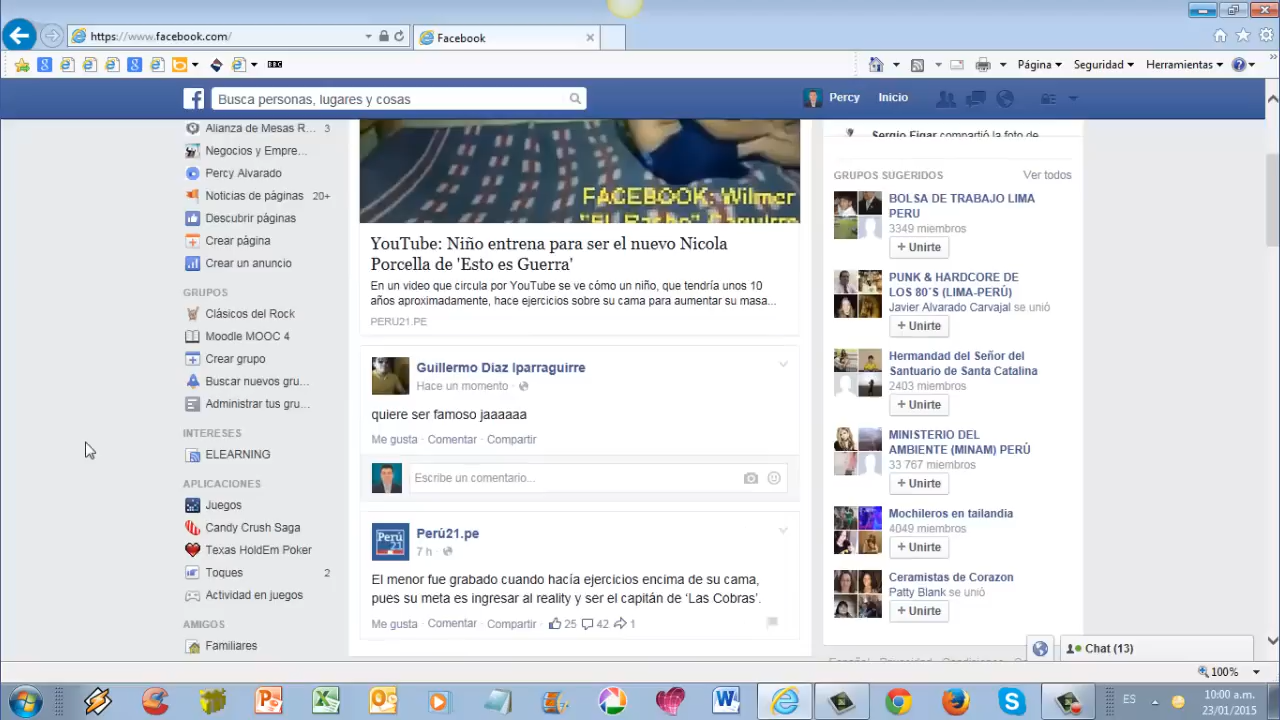 https://www.facebook.com/
Facebook
Página
Seguridad
Herramientas
Busca personas, lugares y cosas
Percy
Inicio
Alianza de Mesas R... 3
Negocios y Empre...
Percy Alvarado
Noticias de páginas 20+
Descubrir páginas
Crear página
Crear un anuncio
GRUPOS
Clásicos del Rock
Moodle MOOC 4
Crear grupo
Buscar nuevos gru...
Administrar tus gru...
INTERESES
ELEARNING
APLICACIONES
Juegos
Candy Crush Saga
Texas HoldEm Poker
Toques 2
Actividad en juegos
AMIGOS
Familiares
FACEBOOK: Wilmer
YouTube: Niño entrena para ser el nuevo Nicola
Porcella de 'Esto es Guerra'
En un video que circula por YouTube se ve cómo un niño, que tendría unos 10
años aproximadamente, hace ejercicios sobre su cama para aumentar su masa...
PERU21.PE
Guillermo Diaz Iparraguirre
Hace un momento ·
quiere ser famoso jaaaaaa
Me gusta · Comentar · Compartir
Escribe un comentario...
Perú21.pe
7 h ·
El menor fue grabado cuando hacía ejercicios encima de su cama,
pues su meta es ingresar al reality y ser el capitán de ‘Las Cobras’.
Me gusta · Comentar · Compartir · 25 42 1
Sergio Figar compartió la foto de
GRUPOS SUGERIDOS Ver todos
BOLSA DE TRABAJO LIMA
PERU
3349 miembros
+ Unirte
PUNK & HARDCORE DE
LOS 80´S (LIMA-PERÚ)
Javier Alvarado Carvajal se unió
+ Unirte
Hermandad del Señor del
Santuario de Santa Catalina
2403 miembros
+ Unirte
MINISTERIO DEL
AMBIENTE (MINAM) PERÚ
33 767 miembros
+ Unirte
Mochileros en tailandia
4049 miembros
+ Unirte
Ceramistas de Corazon
Patty Blank se unió
+ Unirte
Chat (13)
100%
ES
10:00 a.m.
23/01/2015